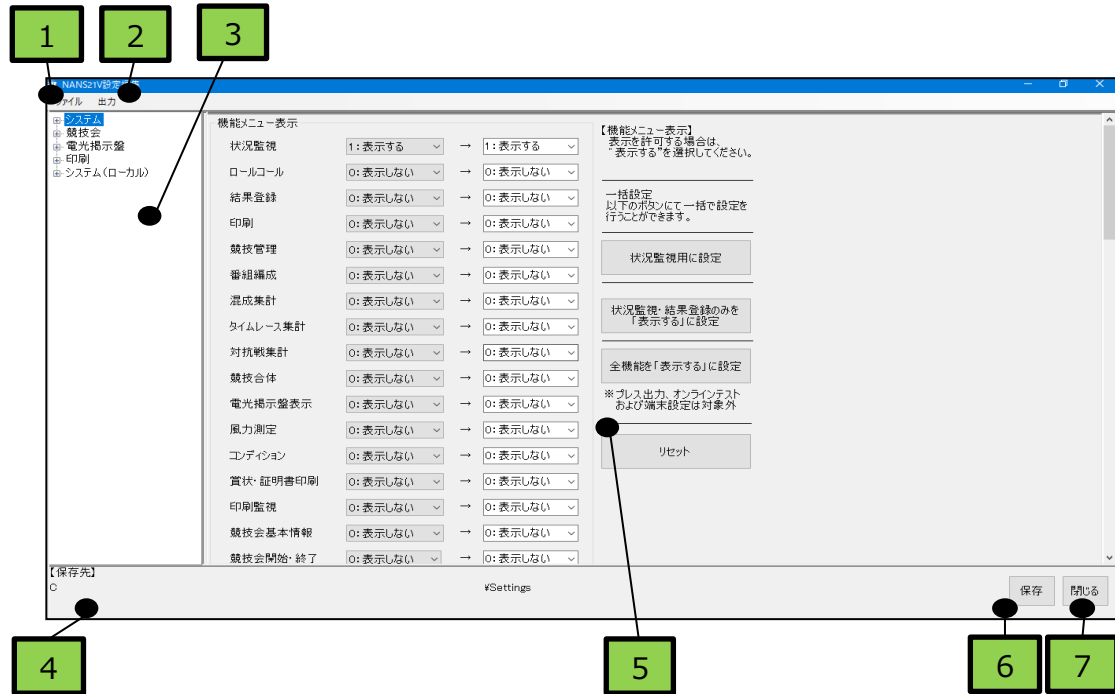 1
2
3
NANS21V設定
ファイル 出力
システム
競技会
電光掲示盤
印刷
システム(ローカル)
機能メニュー表示
状況監視 1:表示する → 1:表示する
ロールコール 0:表示しない → 0:表示しない
結果登録 0:表示しない → 0:表示しない
印刷 0:表示しない → 0:表示しない
競技管理 0:表示しない → 0:表示しない
番組編成 0:表示しない → 0:表示しない
混成集計 0:表示しない → 0:表示しない
タイムレース集計 0:表示しない → 0:表示しない
対抗戦集計 0:表示しない → 0:表示しない
競技合体 0:表示しない → 0:表示しない
電光掲示盤表示 0:表示しない → 0:表示しない
風力測定 0:表示しない → 0:表示しない
コンディション 0:表示しない → 0:表示しない
賞状・証明書印刷 0:表示しない → 0:表示しない
印刷監視 0:表示しない → 0:表示しない
競技会基本情報 0:表示しない → 0:表示しない
競技会開始・終了 0:表示しない → 0:表示しない
【機能メニュー表示】
表示を許可する場合は、
"表示する"を選択してください。
一括設定
以下のボタンにて一括で設定を
行うことができます。
状況監視用に設定
状況監視・結果登録のみを
「表示する」に設定
全機能を「表示する」に設定
※プレス出力、オンラインテスト
および端末設定は対象外
リセット
【保存先】
C ¥Settings
保存 閉じる
4
5
6
7